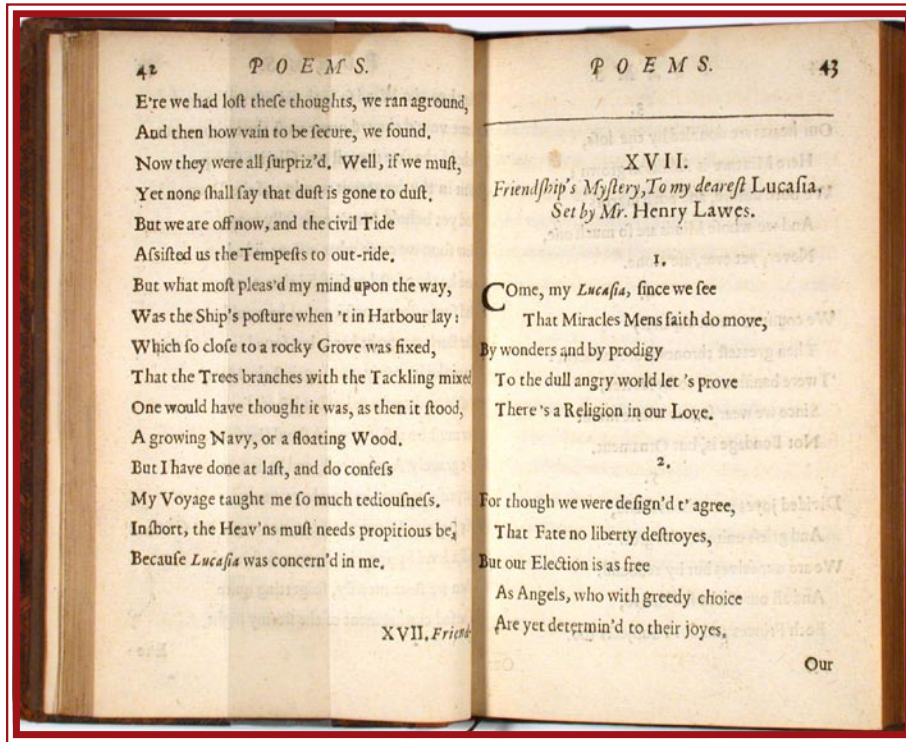 42 POEMS.
E're we had loſt theſe thoughts, we ran aground,
And then how vain to be ſecure, we found.
Now they were all ſurpriz'd. Well, if we muſt,
Yet none ſhall ſay that duſt is gone to duſt.
But we are off now, and the civil Tide
Aſsiſted us the Tempeſts to out-ride.
But what moſt pleas'd my mind upon the way,
Was the Ship's poſture when 't in Harbour lay:
Which ſo cloſe to a rocky Grove was fixed,
That the Trees branches with the Tackling mixed
One would have thought it was, as then it ſtood,
A growing Navy, or a floating Wood.
But I have done at laſt, and do confeſs
My Voyage taught me ſo much tediouſneſs.
In ſhort, the Heav'ns muſt needs propitious be,
Becauſe Lucaſia was concern'd in me.
XVII. Friend-
POEMS. 43
XVII.
Friendſhip's Myſtery, To my deareſt Lucaſia.
Set by Mr. Henry Lawes.
1.
COme, my Lucaſia, ſince we ſee
That Miracles Mens faith do move,
By wonders and by prodigy
To the dull angry world let 's prove
There 's a Religion in our Love.
2.
For though we were deſign'd t' agree,
That Fate no liberty deſtroyes,
But our Election is as free
As Angels, who with greedy choice
Are yet determin'd to their joyes.
Our